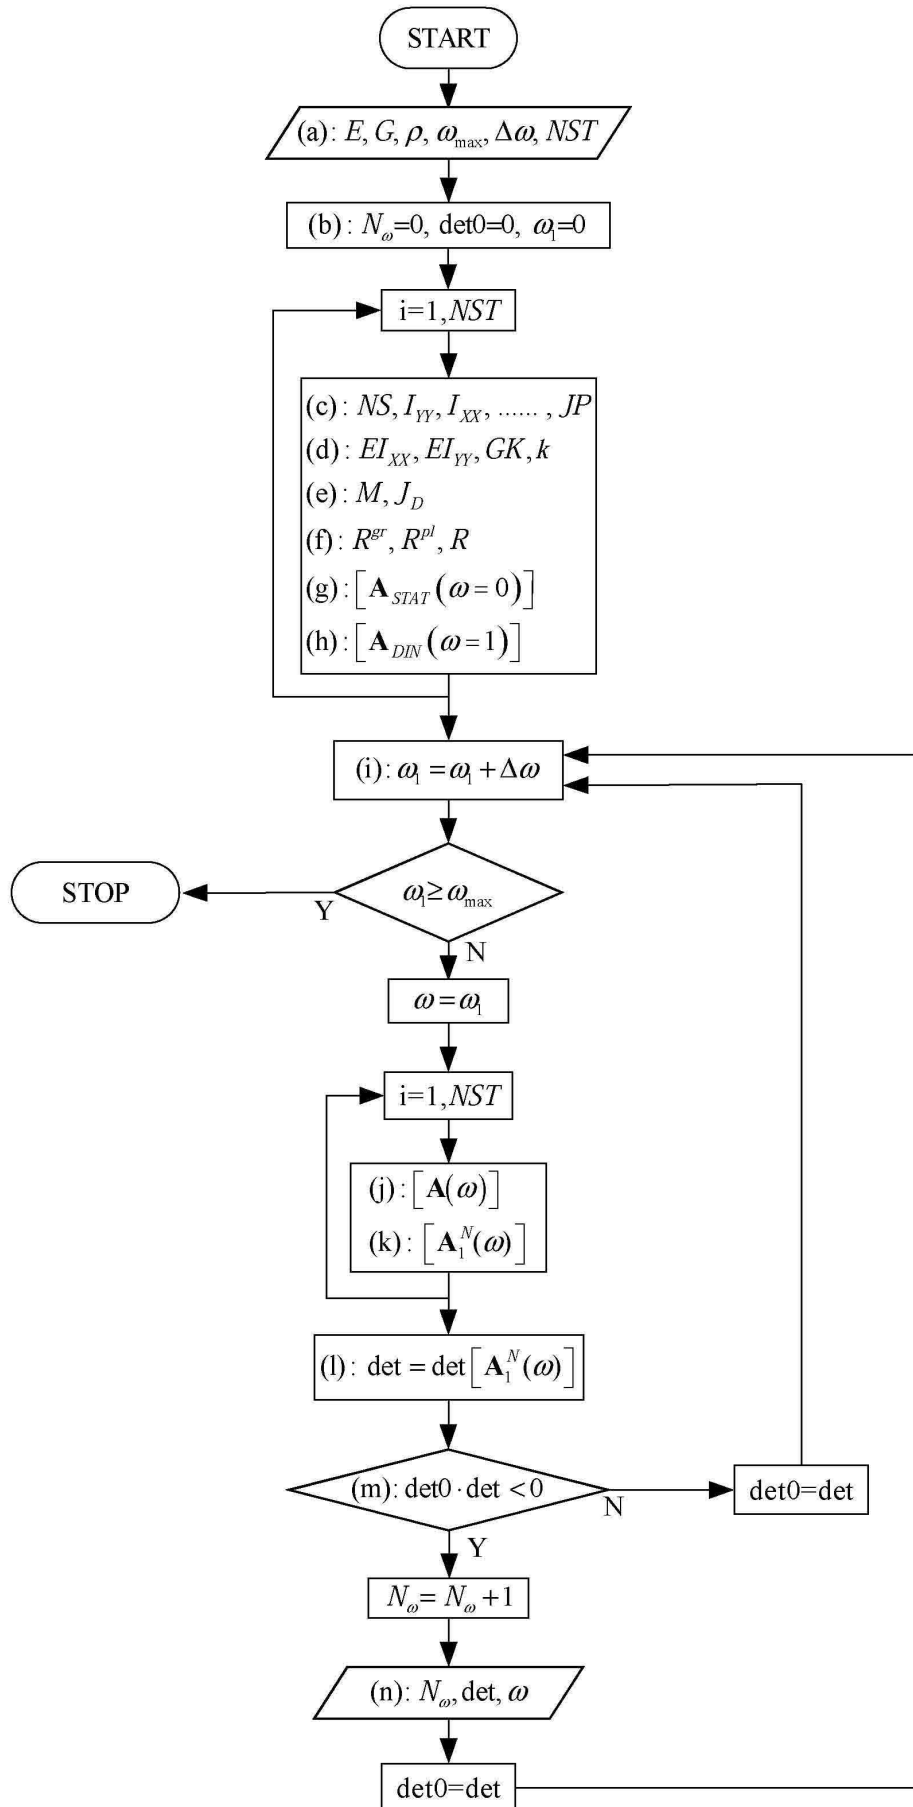 START
(a): E, G, ρ, ω_max, Δω, NST
(b): N_ω=0, det0=0, ω_1=0
i=1,NST
(c): NS, I_YY, I_XX, ......, JP
(d): EI_XX, EI_YY, GK, k
(e): M, J_D
(f): R^gr, R^pl, R
(g): [A_STAT(ω=0)]
(h): [A_DIN(ω=1)]
(i): ω_1=ω_1+Δω
ω_1≥ω_max
Y
STOP
N
ω=ω_1
i=1,NST
(j): [A(ω)]
(k): [A_1^N(ω)]
(l): det=det[A_1^N(ω)]
(m): det0·det<0
N
det0=det
Y
N_ω=N_ω+1
(n): N_ω, det, ω
det0=det